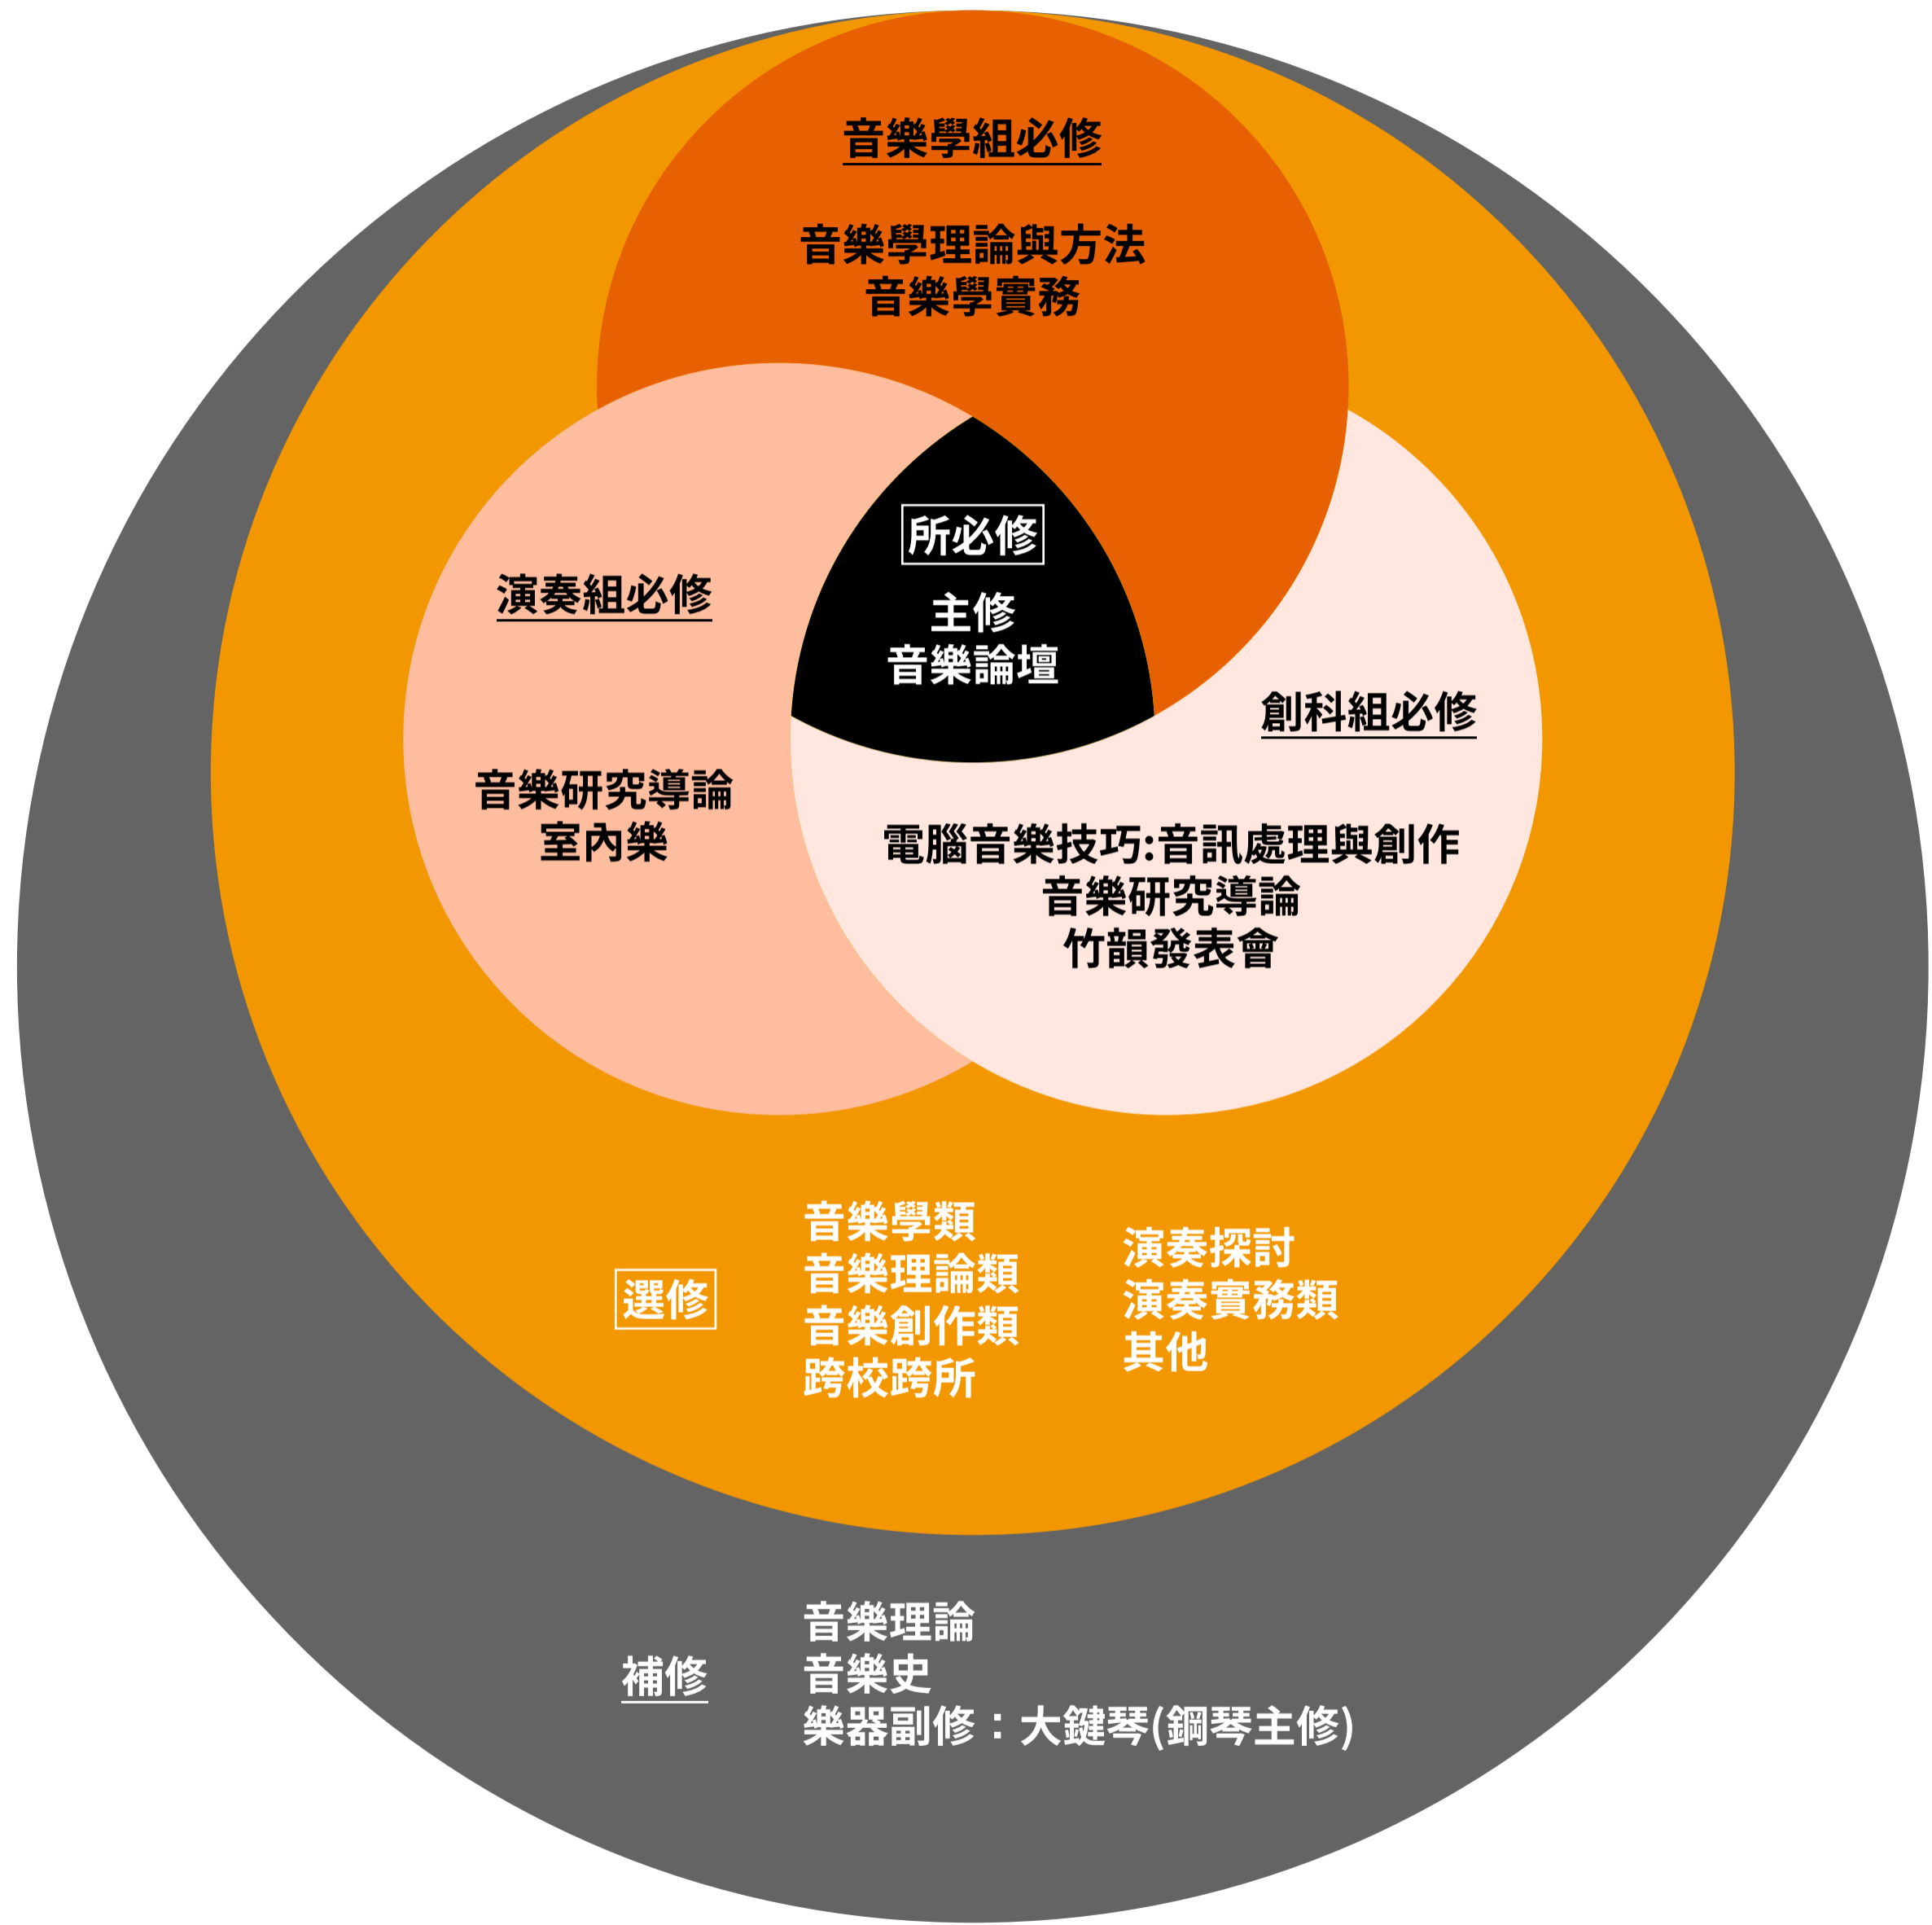 音樂學組必修
音樂學理論與方法
音樂學實務
所必修
主修
音樂論壇
演奏組必修
音樂研究導論
室內樂
創科組必修
電腦音樂技巧:音訊處理與創作
音樂研究導論
竹韻發表會
選修
音樂學類
音樂理論類
音樂創作類
跨校跨所
演奏探討
演奏實務類
其他
補修
音樂理論
音樂史
樂器副修：大鍵琴(鋼琴主修)